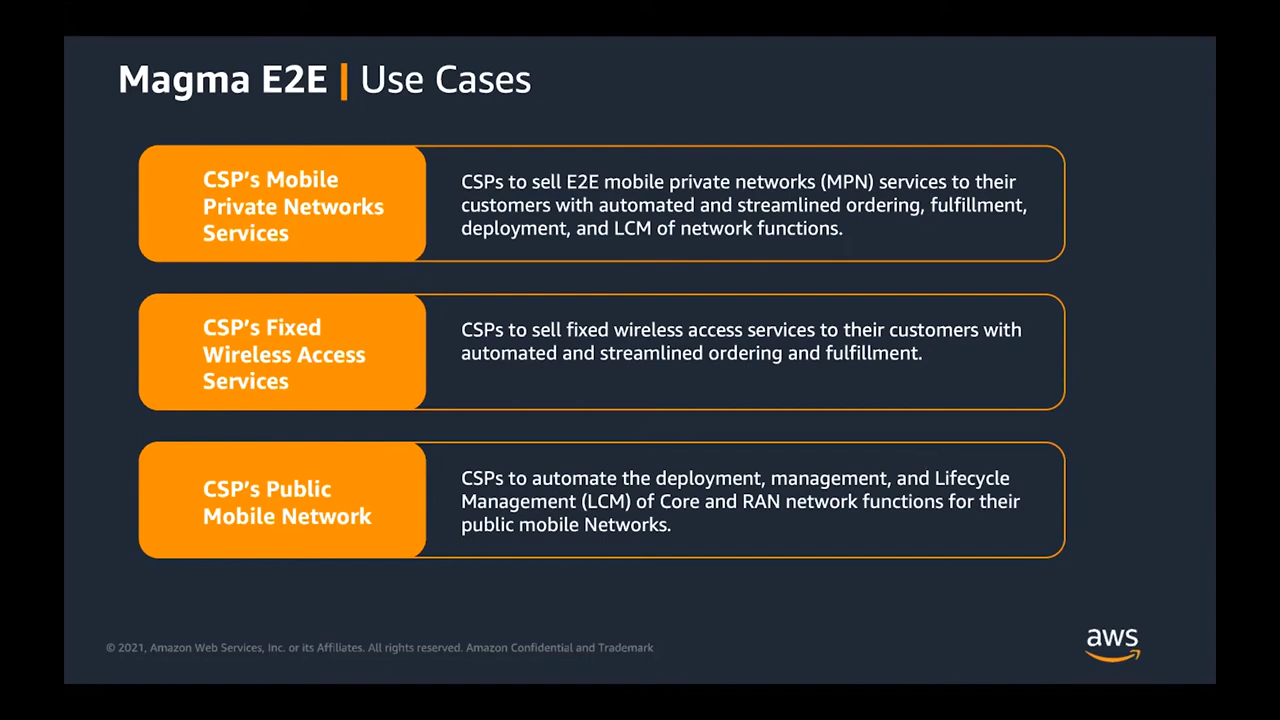 Magma E2E | Use Cases
CSP's Mobile
Private Networks
Services
CSPs to sell E2E mobile private networks (MPN) services to their
customers with automated and streamlined ordering, fulfillment,
deployment, and LCM of network functions.
CSP's Fixed
Wireless Access
Services
CSPs to sell fixed wireless access services to their customers with
automated and streamlined ordering and fulfillment.
CSP's Public
Mobile Network
CSPs to automate the deployment, management, and Lifecycle
Management (LCM) of Core and RAN network functions for their
public mobile Networks.
© 2021, Amazon Web Services, Inc. or its Affiliates. All rights reserved. Amazon Confidential and Trademark
aws